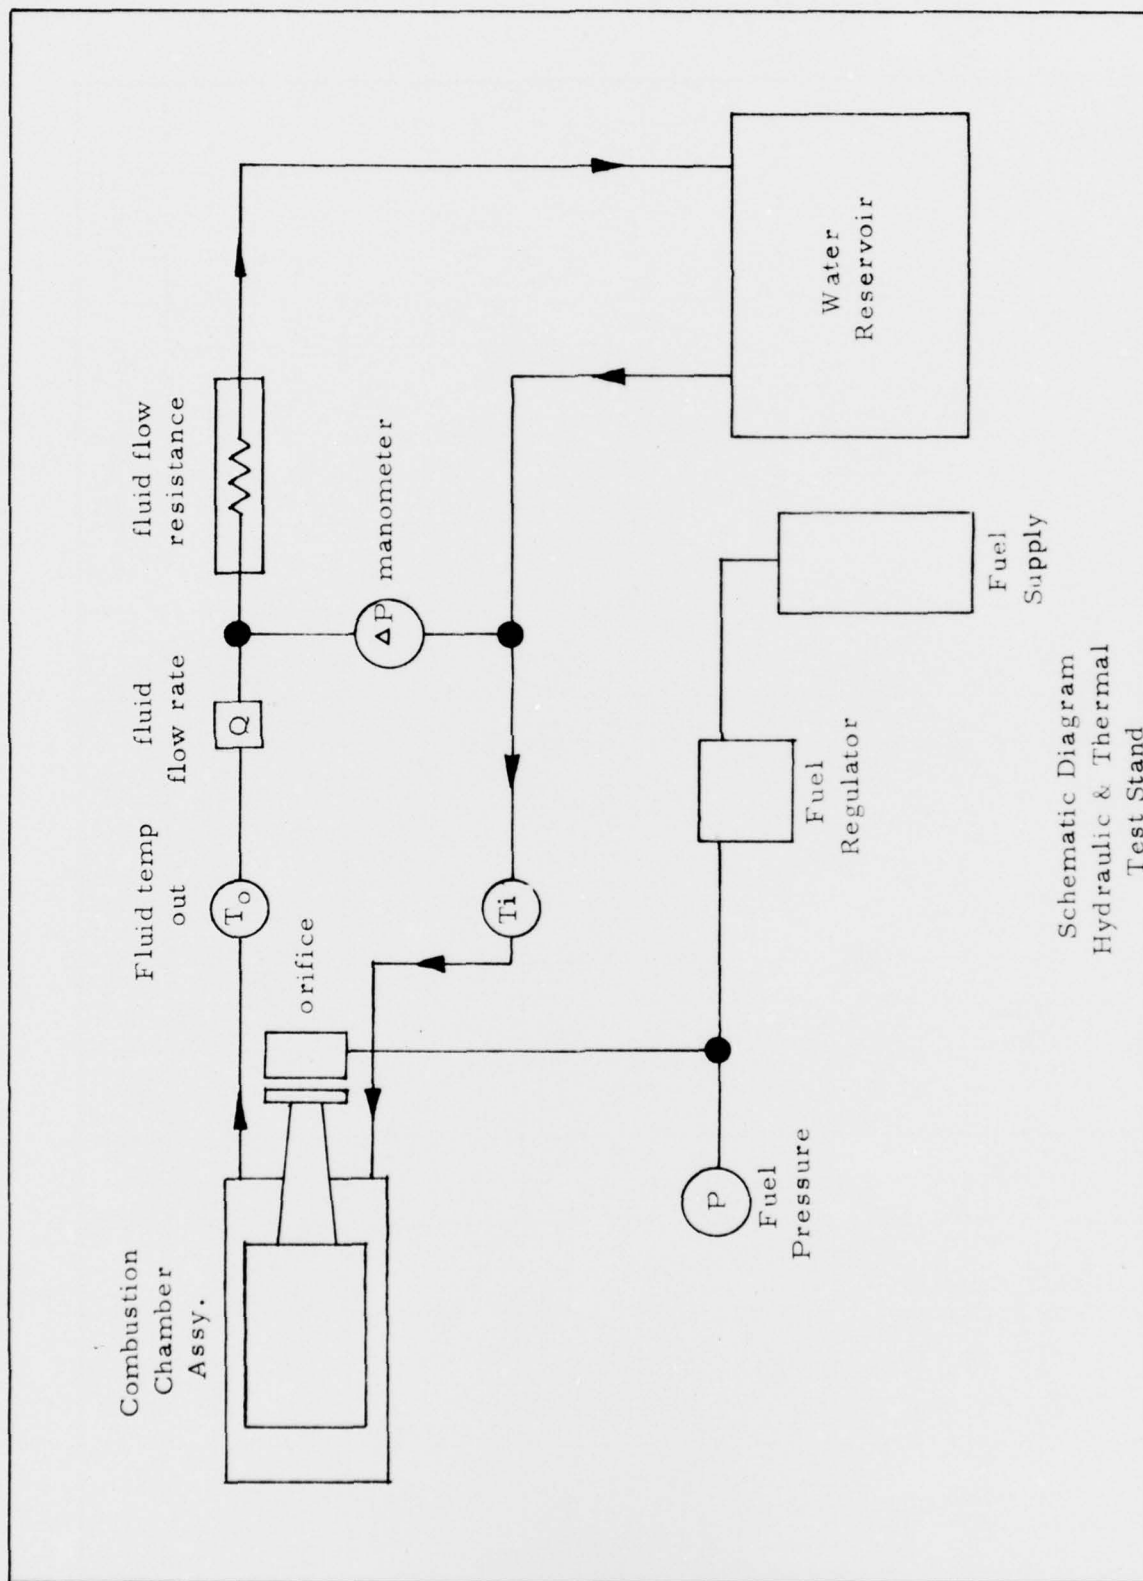 Combustion
Chamber
Assy.
Fluid temp
out
T₀
fluid
flow rate
Q
fluid flow
resistance
orifice
ΔP
manometer
Ti
Water
Reservoir
P
Fuel
Pressure
Fuel
Regulator
Fuel
Supply
Schematic Diagram
Hydraulic & Thermal
Test Stand